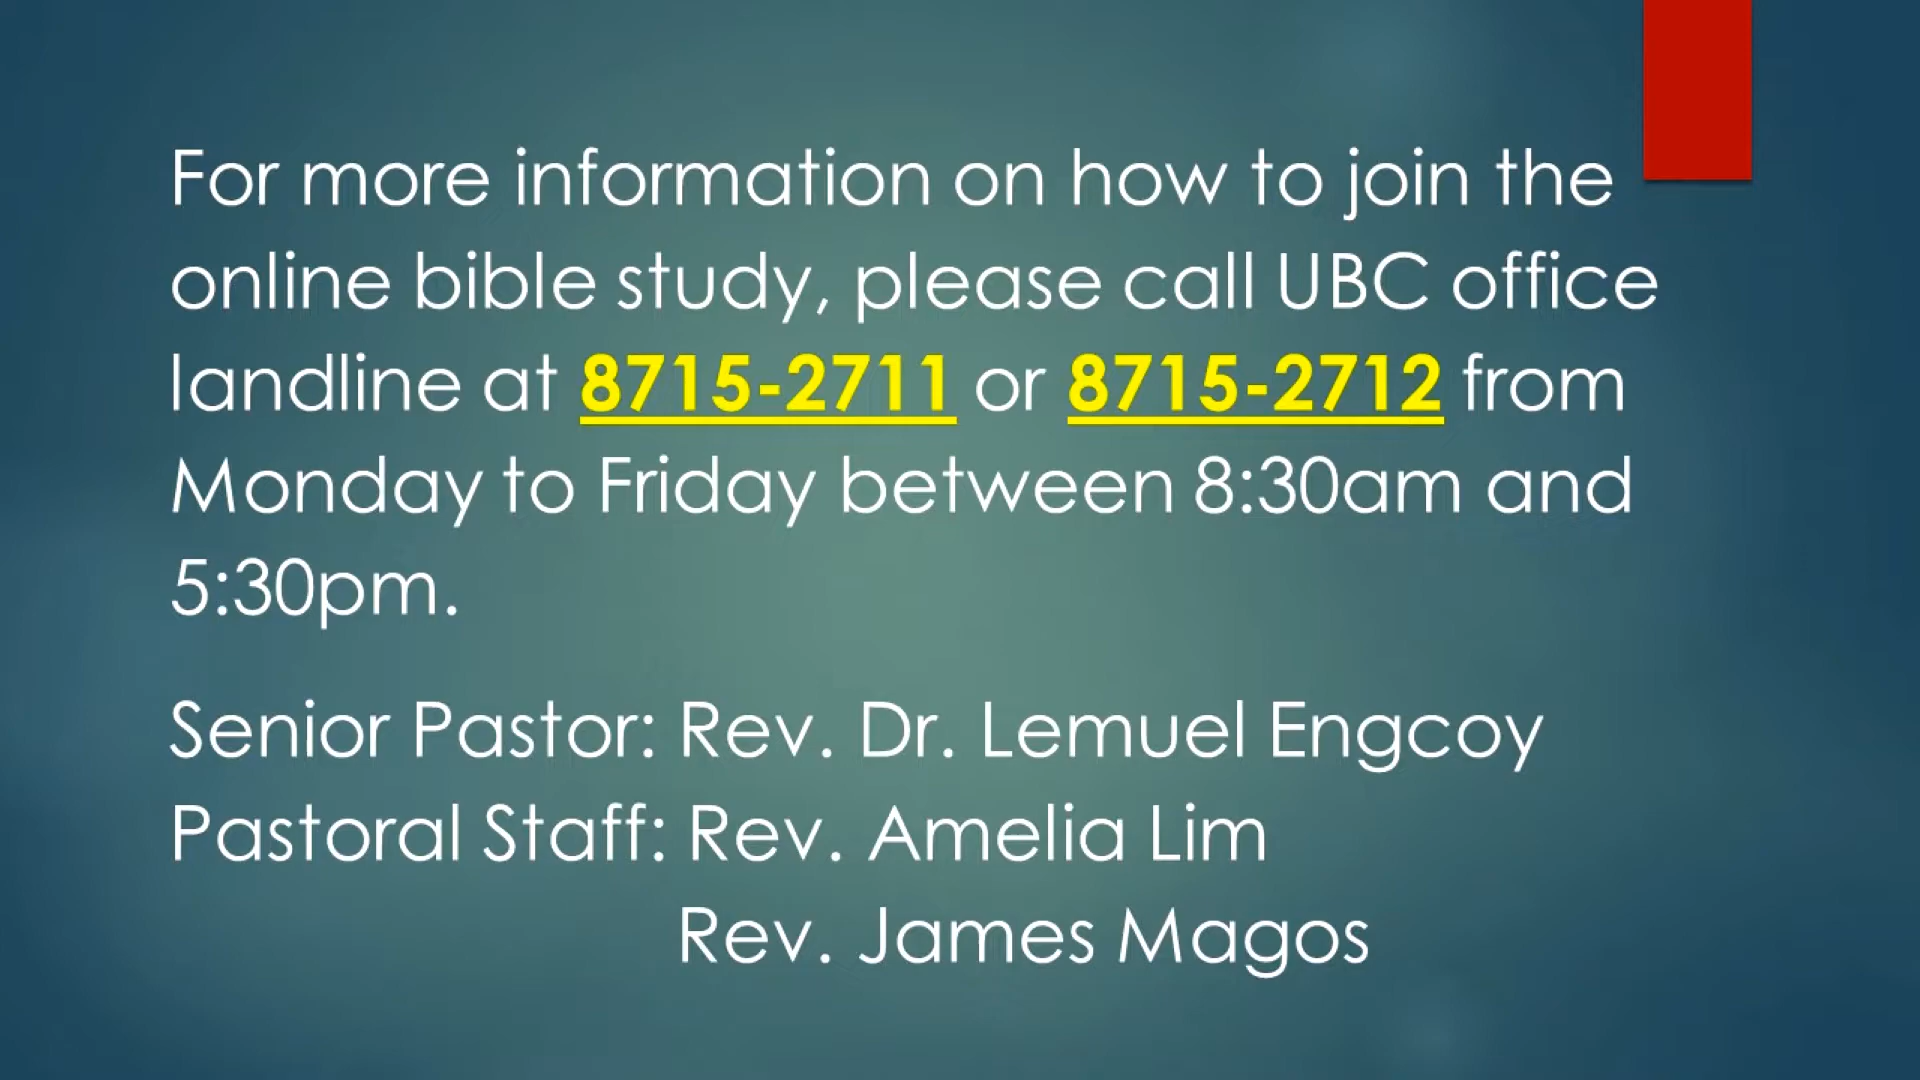 For more information on how to join the
online bible study, please call UBC office
landline at 8715-2711 or 8715-2712 from
Monday to Friday between 8:30am and
5:30pm.
Senior Pastor: Rev. Dr. Lemuel Engcoy
Pastoral Staff: Rev. Amelia Lim
Rev. James Magos